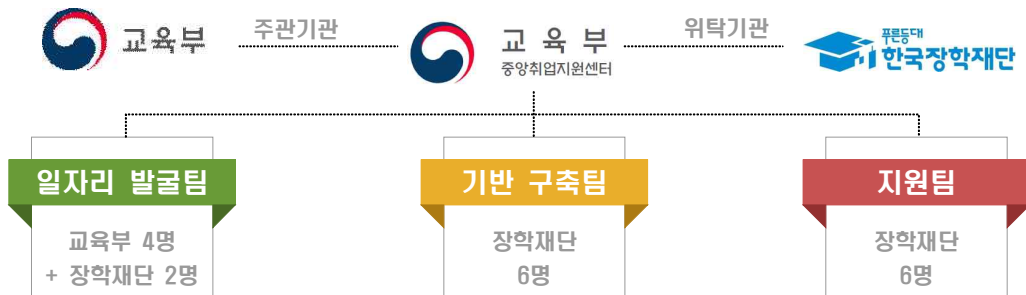 교육부
주관기관
교 육 부
중앙취업지원센터
위탁기관
푸른등대
한국장학재단
일자리 발굴팀
교육부 4명
+ 장학재단 2명
기반 구축팀
장학재단
6명
지원팀
장학재단
6명